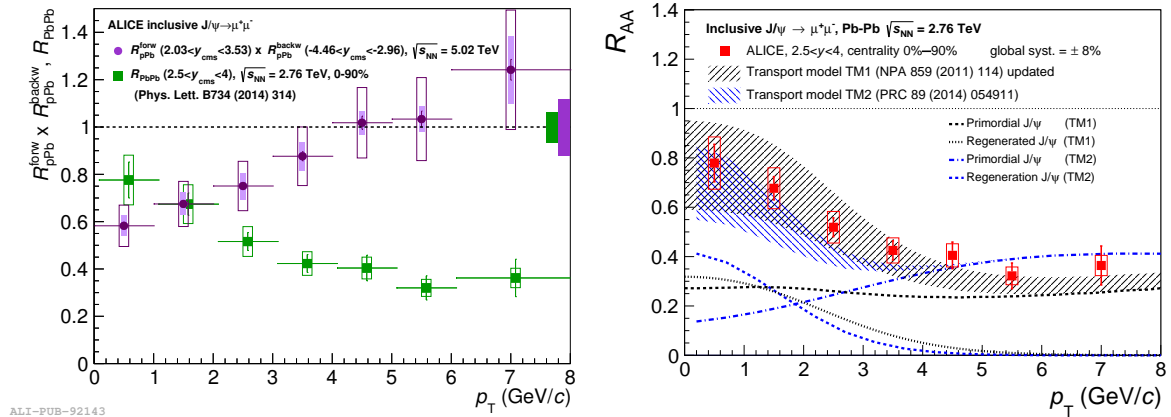 ALICE inclusive J/ψ→μ⁺μ⁻
R_pPb^forw (2.03<y_cms<3.53) x R_pPb^backw (-4.46<y_cms<-2.96), √s_NN = 5.02 TeV
R_PbPb (2.5<y_cms<4), √s_NN = 2.76 TeV, 0-90%
(Phys. Lett. B734 (2014) 314)
R_pPb^forw x R_pPb^backw, R_PbPb
1.4
1.2
1
0.8
0.6
0.4
0.2
0
0 1 2 3 4 5 6 7 8
p_T (GeV/c)
ALI-PUB-92143
Inclusive J/ψ → μ⁺μ⁻, Pb-Pb √s_NN = 2.76 TeV
ALICE, 2.5<y<4, centrality 0%–90% global syst. = ± 8%
Transport model TM1 (NPA 859 (2011) 114) updated
Transport model TM2 (PRC 89 (2014) 054911)
Primordial J/ψ (TM1)
Regenerated J/ψ (TM1)
Primordial J/ψ (TM2)
Regeneration J/ψ (TM2)
R_AA
1.4
1.2
1
0.8
0.6
0.4
0.2
0
0 1 2 3 4 5 6 7 8
p_T (GeV/c)